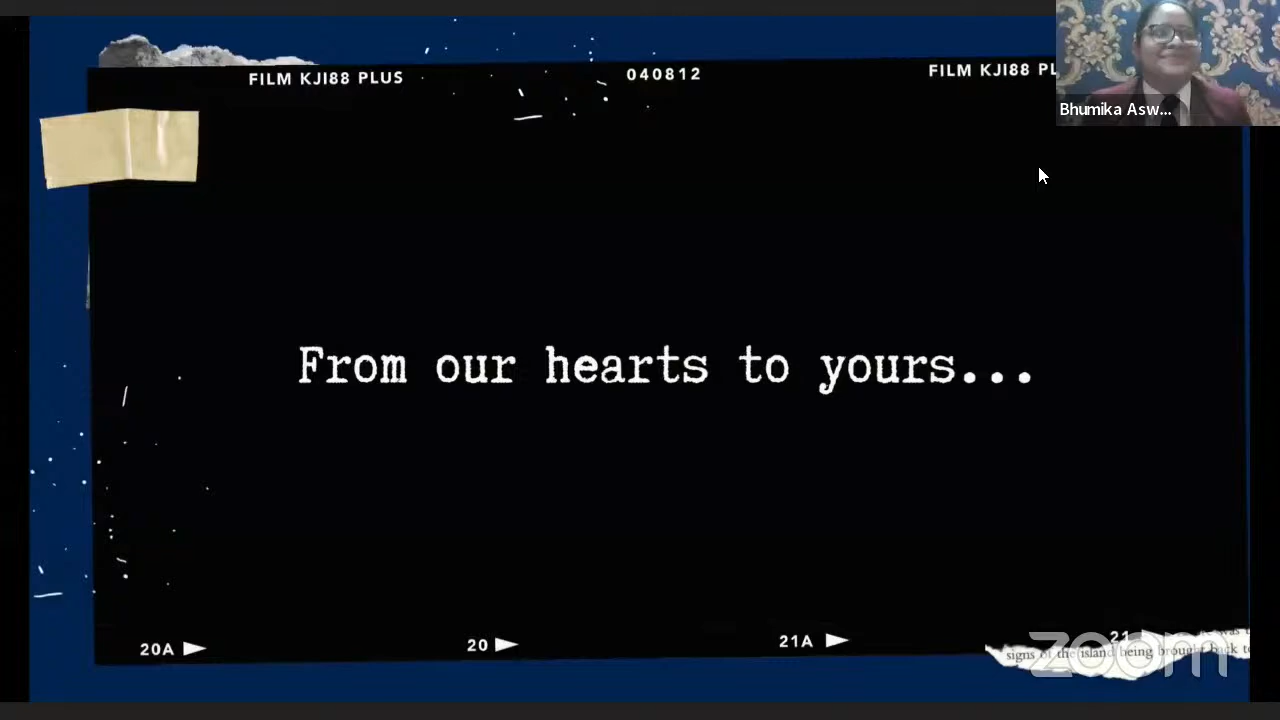 FILM KJI88 PLUS 040812 FILM KJI88 PL
Bhumika Asw...
From our hearts to yours...
20A 20 21A 21
signs of the island being brought back to
zoom